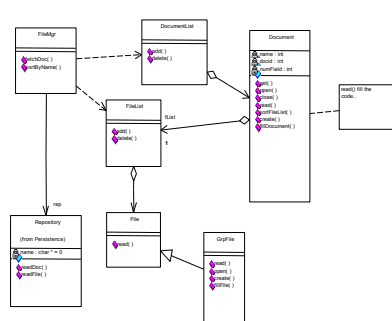 FileMgr
fetchDoc( )
sortByName( )
DocumentList
add( )
delete( )
Document
name : int
docid : int
numField : int
get( )
open( )
close( )
read( )
sortFileList( )
create( )
fillDocument( )
read() fill the
code..
FileList
add( )
delete( )
fList
1
rep
Repository
(from Persistence)
name : char * = 0
readDoc( )
readFile( )
File
read( )
GrpFile
read( )
open( )
create( )
fillFile( )